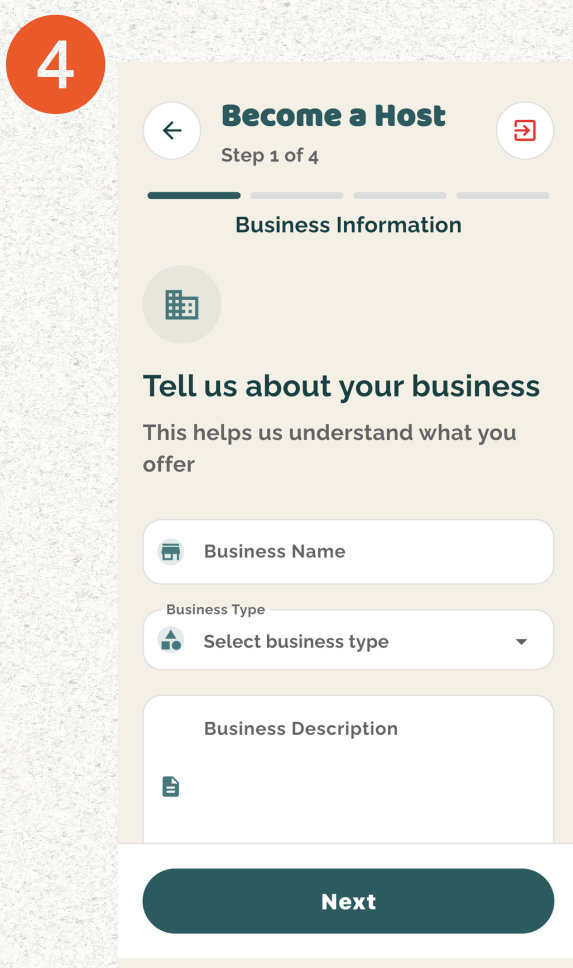 4
Become a Host
Step 1 of 4
Business Information
Tell us about your business
This helps us understand what you
offer
Business Name
Business Type
Select business type
Business Description
Next